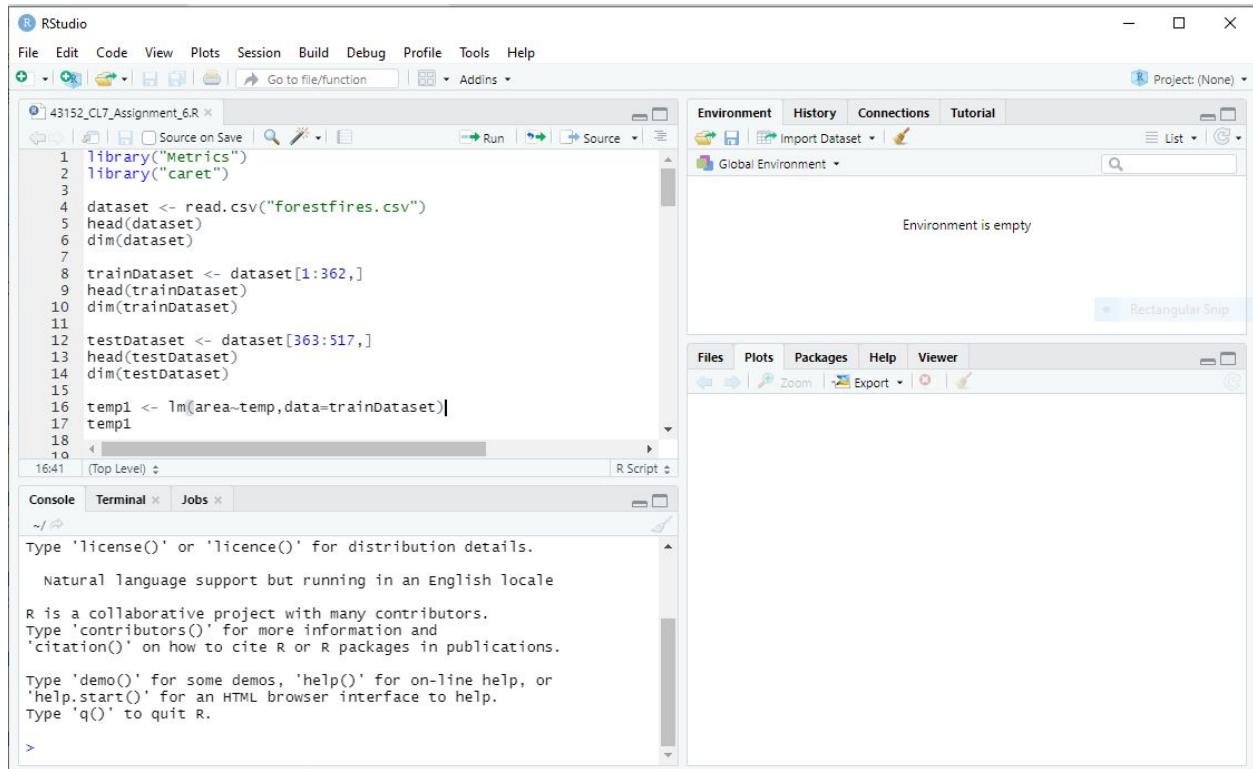 RStudio
File Edit Code View Plots Session Build Debug Profile Tools Help
Go to file/function Addins Project: (None)
43152_CL7_Assignment_6.R
Source on Save Run Source
1 library("Metrics")
2 library("caret")
3
4 dataset <- read.csv("forestfires.csv")
5 head(dataset)
6 dim(dataset)
7
8 trainDataset <- dataset[1:362,]
9 head(trainDataset)
10 dim(trainDataset)
11
12 testDataset <- dataset[363:517,]
13 head(testDataset)
14 dim(testDataset)
15
16 temp1 <- lm(area~temp,data=trainDataset)
17 temp1
18
19
16:41 (Top Level) R Script
Console Terminal Jobs
~/
Type 'license()' or 'licence()' for distribution details.
Natural language support but running in an English locale
R is a collaborative project with many contributors.
Type 'contributors()' for more information and
'citation()' on how to cite R or R packages in publications.
Type 'demo()' for some demos, 'help()' for on-line help, or
'help.start()' for an HTML browser interface to help.
Type 'q()' to quit R.
>
Environment History Connections Tutorial
Import Dataset List
Global Environment
Environment is empty
Rectangular Snip
Files Plots Packages Help Viewer
Zoom Export